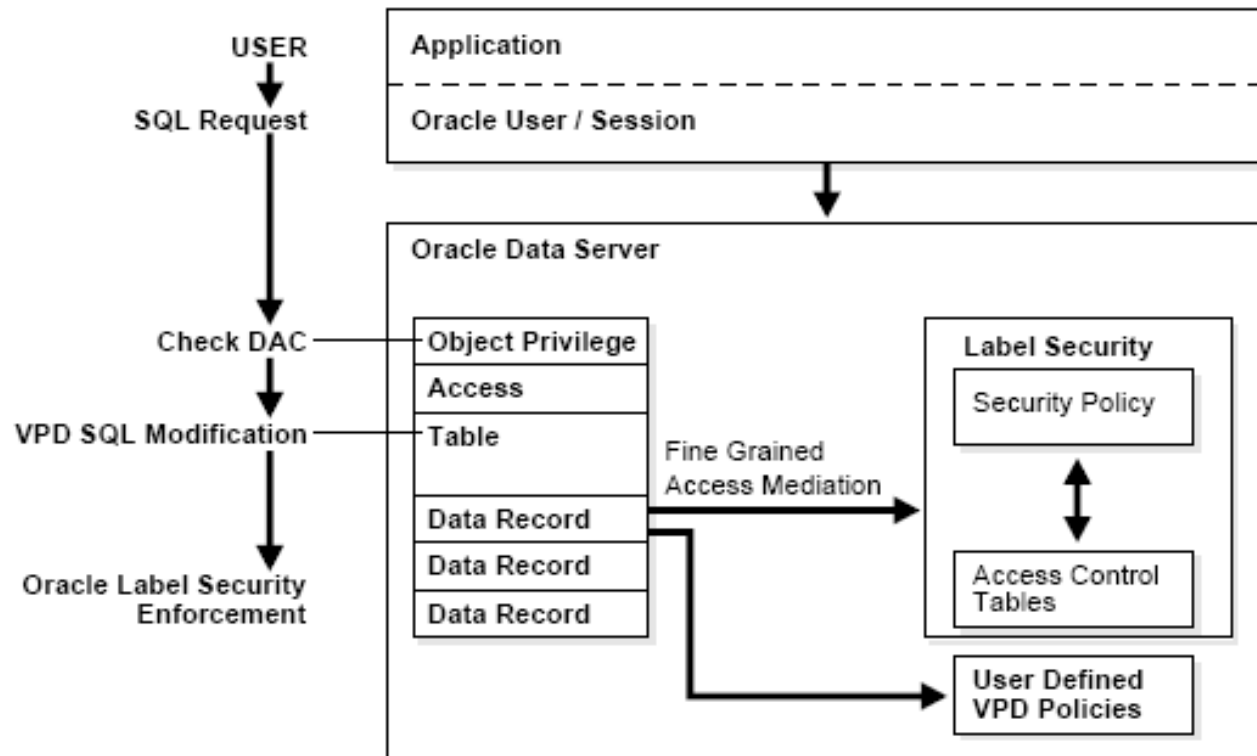 USER
SQL Request
Check DAC
VPD SQL Modification
Oracle Label Security
Enforcement
Application
Oracle User / Session
Oracle Data Server
Object Privilege
Access
Table
Data Record
Data Record
Data Record
Fine Grained
Access Mediation
Label Security
Security Policy
Access Control
Tables
User Defined
VPD Policies